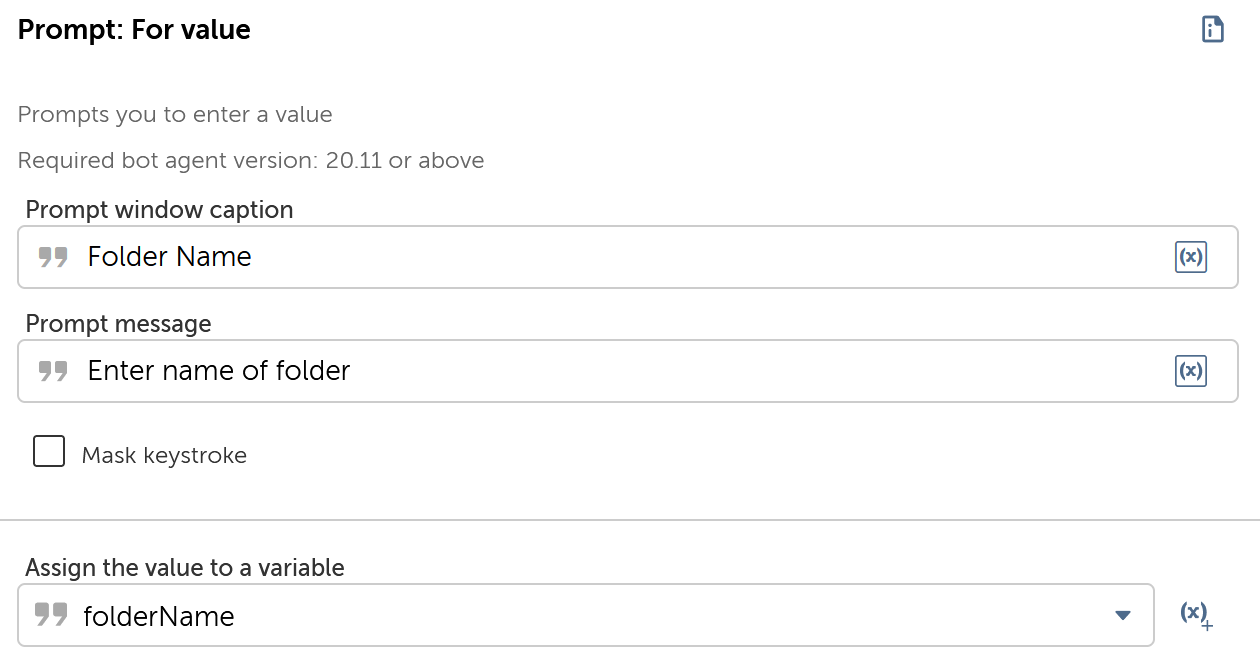 Prompt: For value
Prompts you to enter a value
Required bot agent version: 20.11 or above
Prompt window caption
Folder Name
(x)
Prompt message
Enter name of folder
(x)
Mask keystroke
Assign the value to a variable
folderName
(x)+